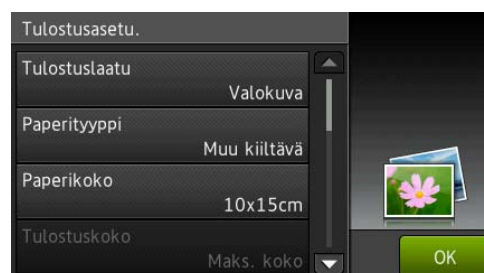 Tulostusasetu.
Tulostuslaatu
Valokuva
Paperityyppi
Muu kiiltävä
Paperikoko
10x15cm
Tulostuskoko
Maks. koko
OK